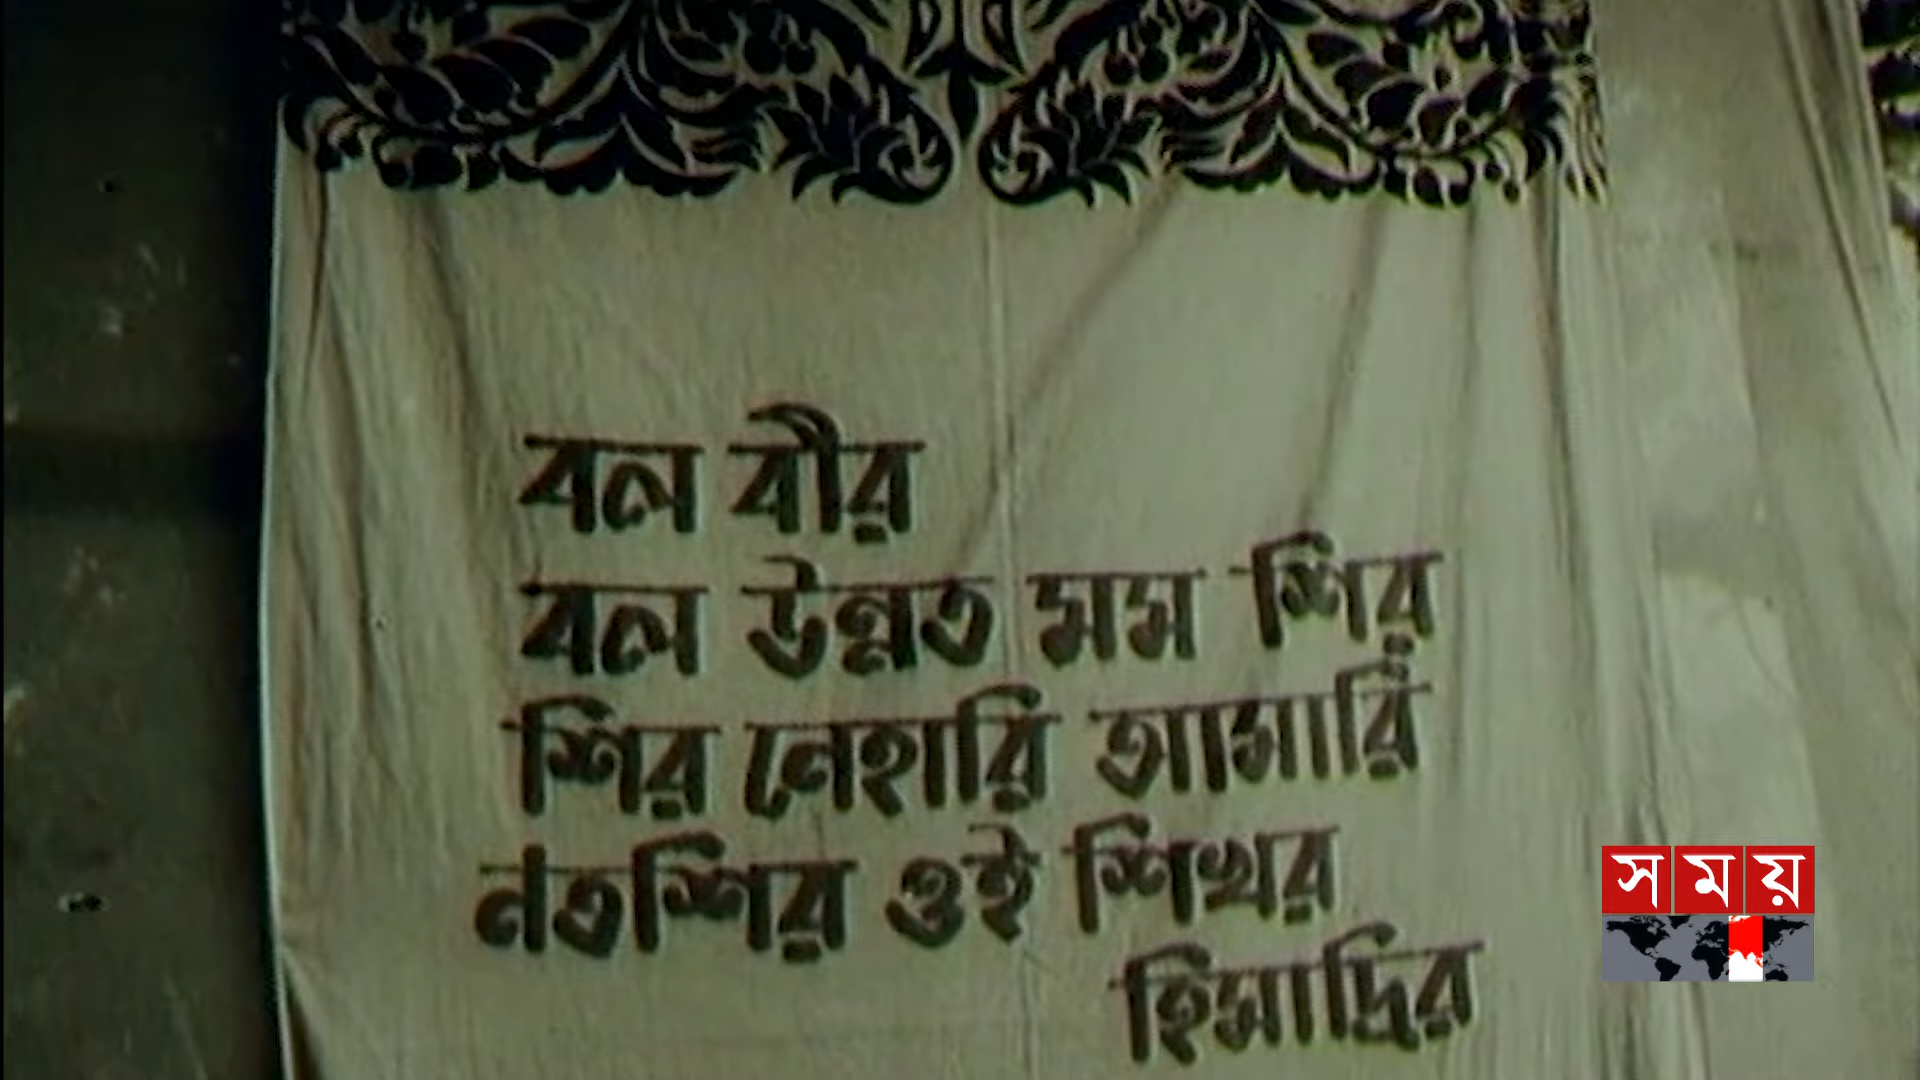 বল বীর
বল উন্নত মম শির
শির নেহারি আমারি
নতশির ওই শিখর
হিমাদ্রির
সময়